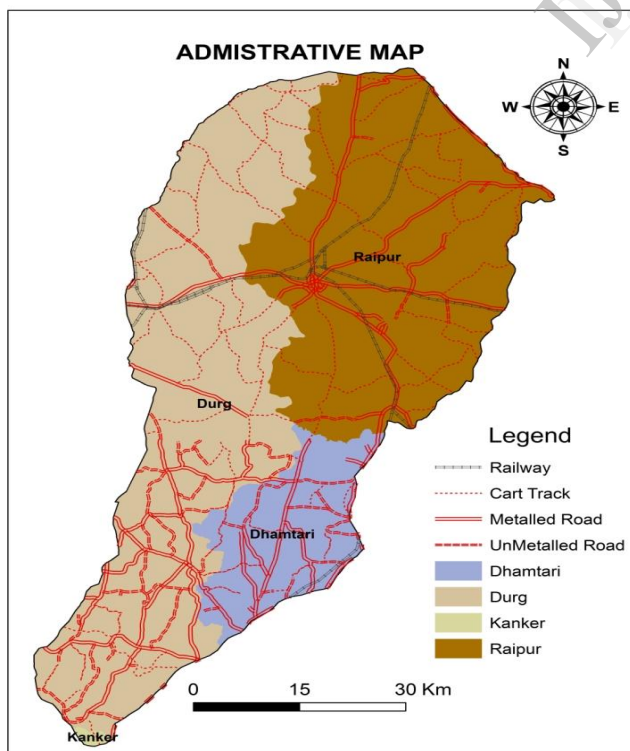 ADMISTRATIVE MAP
N
W E
S
Raipur
Durg
Dhamtari
Kanker
Legend
Railway
Cart Track
Metalled Road
UnMetalled Road
Dhamtari
Durg
Kanker
Raipur
0 15 30 Km